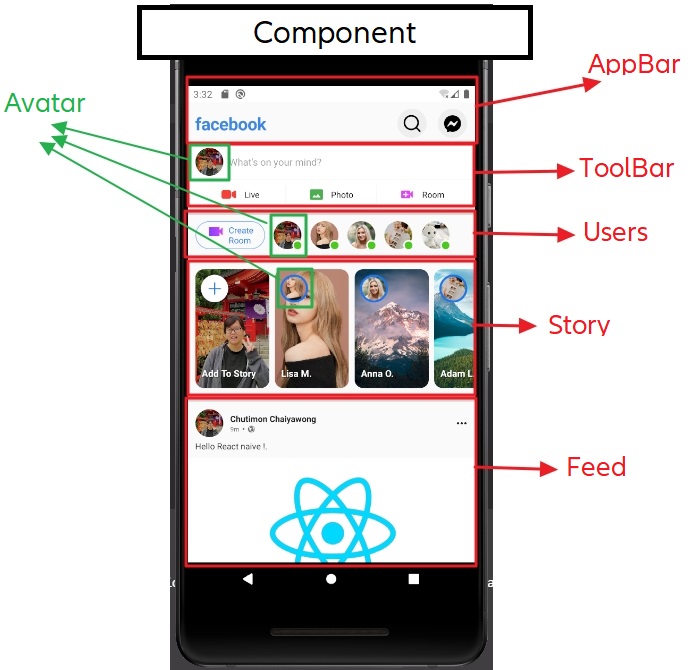 Component
AppBar
Avatar
3:32
facebook
What's on your mind?
ToolBar
Live
Photo
Room
Create
Room
Users
Story
Add To Story
Lisa M.
Anna O.
Adam L
Chutimon Chaiyawong
9m •
Hello React naive !.
Feed